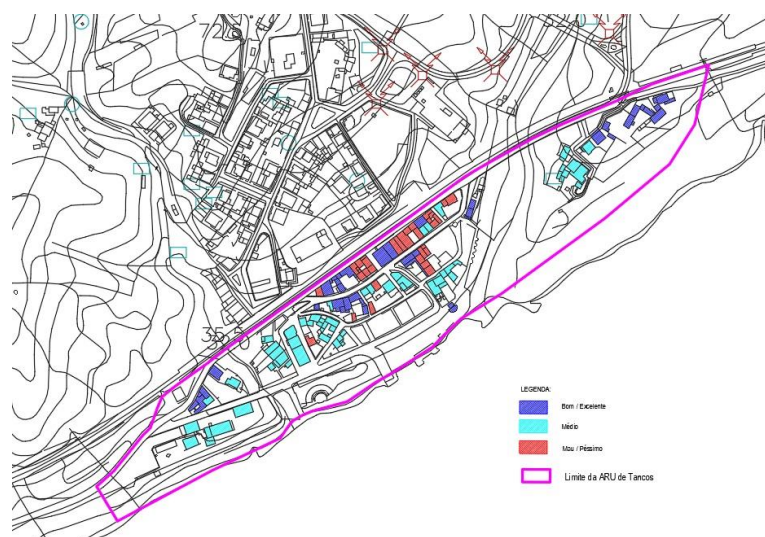 LEGENDA:
Bom / Excelente
Médio
Mau / Péssimo
Limite da ARU de Tancos